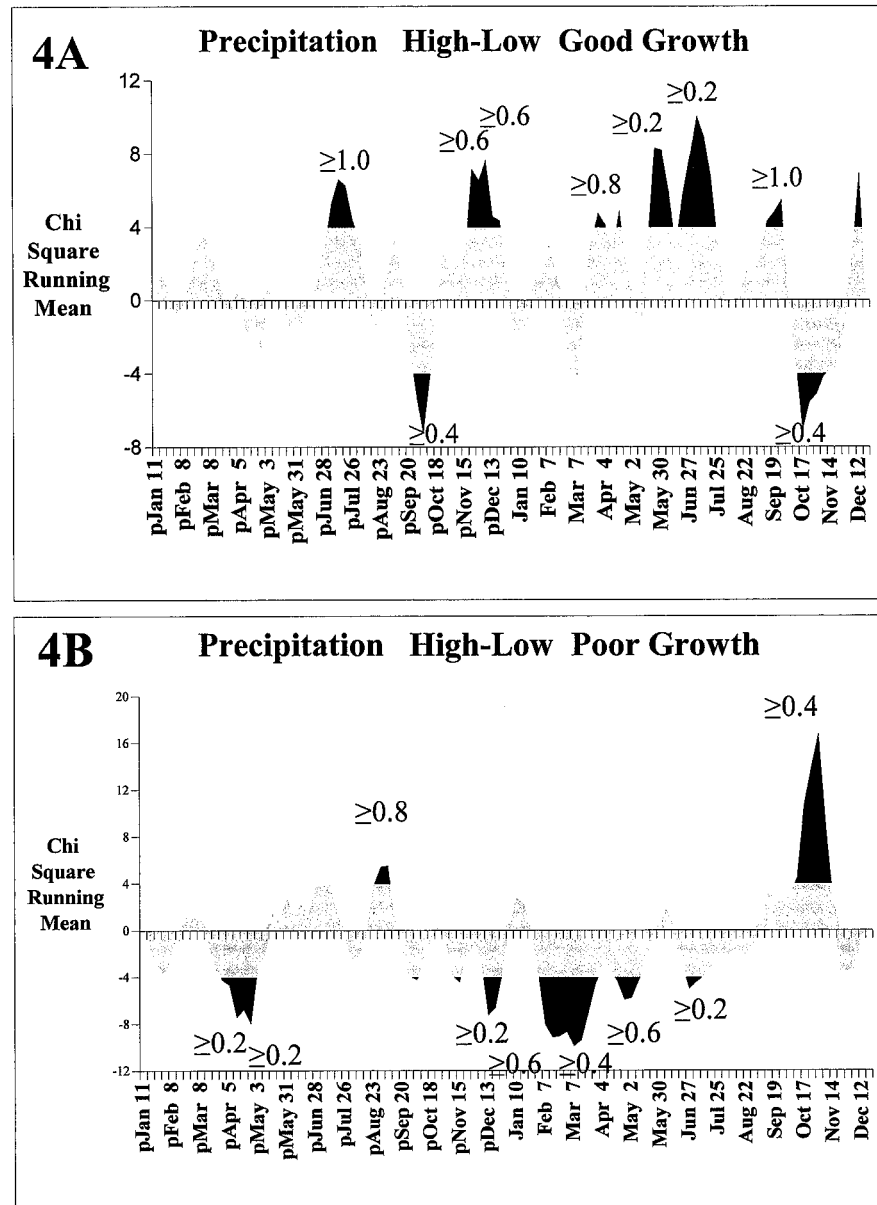 4A
Precipitation High-Low Good Growth
12
8
4
0
-4
-8
Chi
Square
Running
Mean
≥1.0
≥0.6
≥0.6
≥0.8
≥0.2
≥0.2
≥1.0
≥0.4
≥0.4
pJan 11
pFeb 8
pMar 8
pApr 5
pMay 3
pMay 31
pJun 28
pJul 26
pAug 23
pSep 20
pOct 18
pNov 15
pDec 13
Jan 10
Feb 7
Mar 7
Apr 4
May 2
May 30
Jun 27
Jul 25
Aug 22
Sep 19
Oct 17
Nov 14
Dec 12
4B
Precipitation High-Low Poor Growth
20
16
12
8
4
0
-4
-8
-12
Chi
Square
Running
Mean
≥0.4
≥0.8
≥0.2
≥0.2
≥0.2
≥0.6
≥0.4
≥0.6
≥0.2
pJan 11
pFeb 8
pMar 8
pApr 5
pMay 3
pMay 31
pJun 28
pJul 26
pAug 23
pSep 20
pOct 18
pNov 15
pDec 13
Jan 10
Feb 7
Mar 7
Apr 4
May 2
May 30
Jun 27
Jul 25
Aug 22
Sep 19
Oct 17
Nov 14
Dec 12